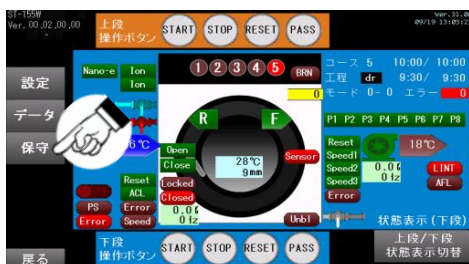 ST-155W
Ver. 00.02.00.00
-
上段
操作ボタン
START
STOP
RESET
PASS
Ver.31.0
09/19 13:03:2
設定
データ
保守
戻る
Nano-e
Ion
Ion
1 2 3 4 5
BRN
0
コース 5 10:00/ 10:00
工程 dr 9:30/ 9:30
モード 0- 0 エラー 0
R
F
P1 P2 P3 P4 P5 P6 P7 P8
6℃
Open
Close
Locked
Closed
28℃
9mm
Sensor
Reset
Speed1
Speed2
Speed3
Error
18℃
LINT
AFL
Reset
ACL
PS
Error
Error
Speed
Unbl
状態表示(下段)
下段
操作ボタン
START
STOP
RESET
PASS
上段/下段
状態表示切替